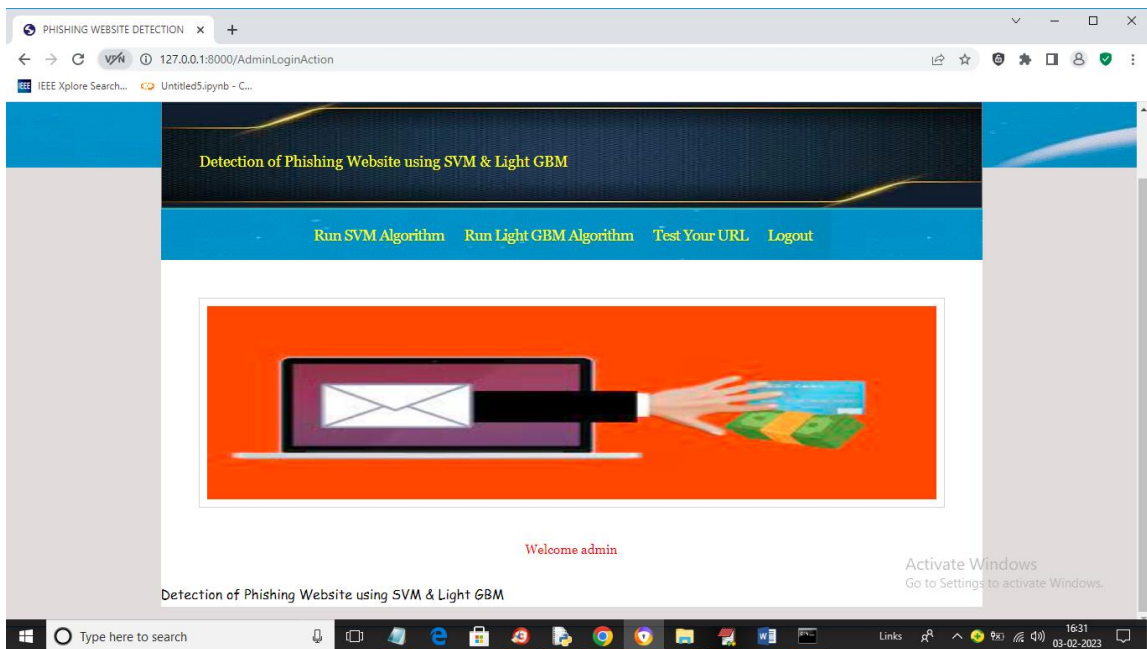 PHISHING WEBSITE DETECTION
VPN
127.0.0.1:8000/AdminLoginAction
IEEE
IEEE Xplore Search...
Untitled5.ipynb - C...
Detection of Phishing Website using SVM & Light GBM
Run SVM Algorithm Run Light GBM Algorithm Test Your URL Logout
Welcome admin
Activate Windows
Go to Settings to activate Windows.
Detection of Phishing Website using SVM & Light GBM
Type here to search
Links
16:31
03-02-2023